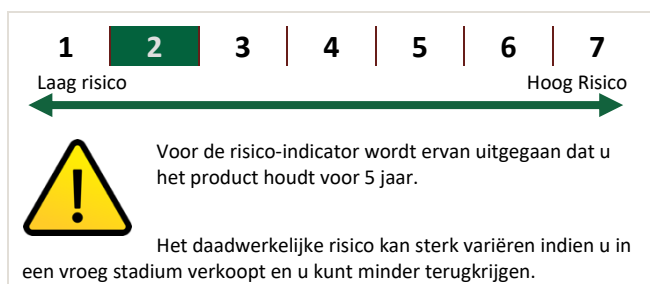 1 2 3 4 5 6 7
Laag risico Hoog Risico
Voor de risico-indicator wordt ervan uitgegaan dat u
het product houdt voor 5 jaar.
Het daadwerkelijke risico kan sterk variëren indien u in
een vroeg stadium verkoopt en u kunt minder terugkrijgen.